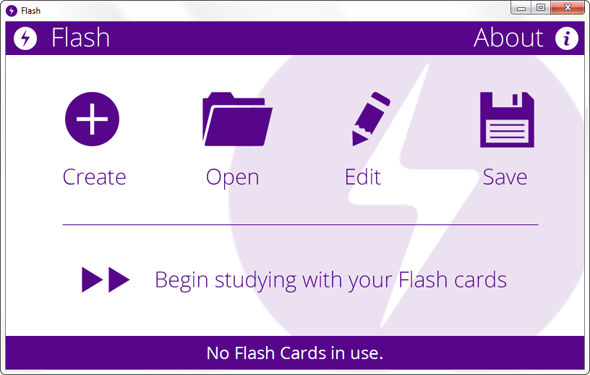 Flash
Flash About
Create Open Edit Save
Begin studying with your Flash cards
No Flash Cards in use.